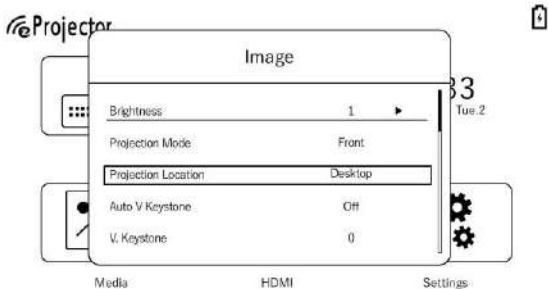 eProjector
Image
33
Tue.2
Brightness 1
Projection Mode Front
Projection Location Desktop
Auto V Keystone Off
V. Keystone 0
Media HDMI Settings